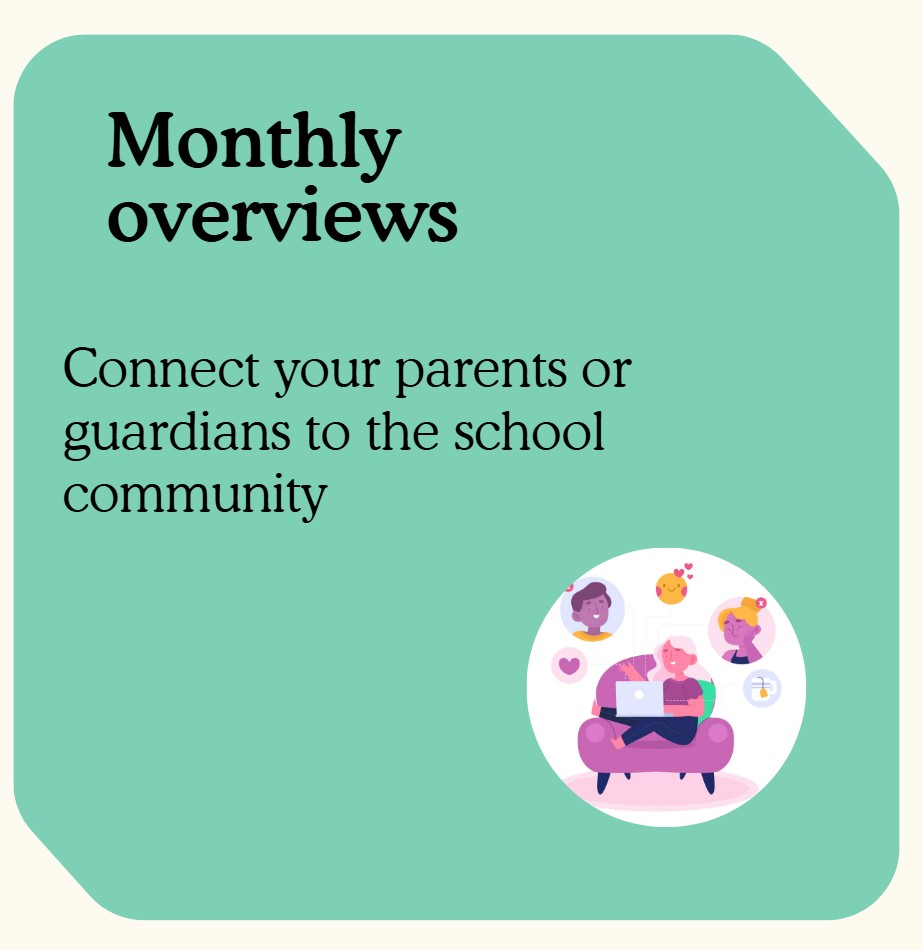 Monthly
overviews
Connect your parents or
guardians to the school
community